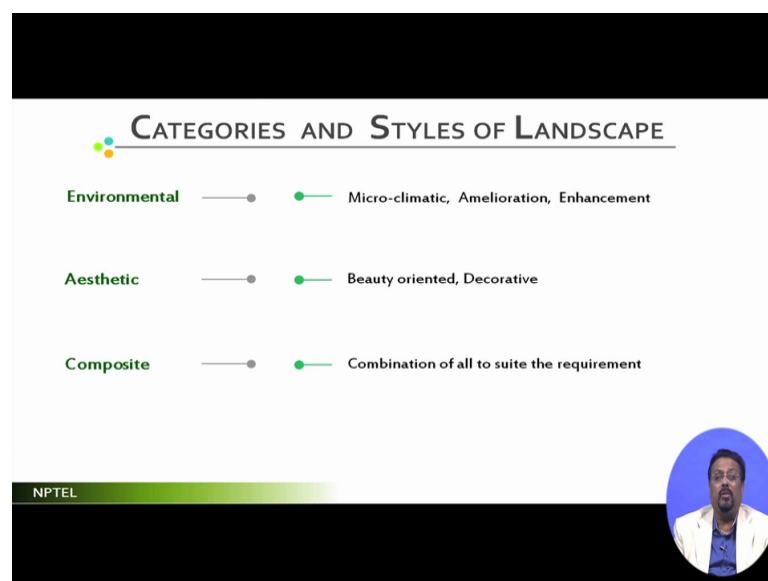 Categories and Styles of Landscape
Environmental Micro-climatic, Amelioration, Enhancement
Aesthetic Beauty oriented, Decorative
Composite Combination of all to suite the requirement
NPTEL